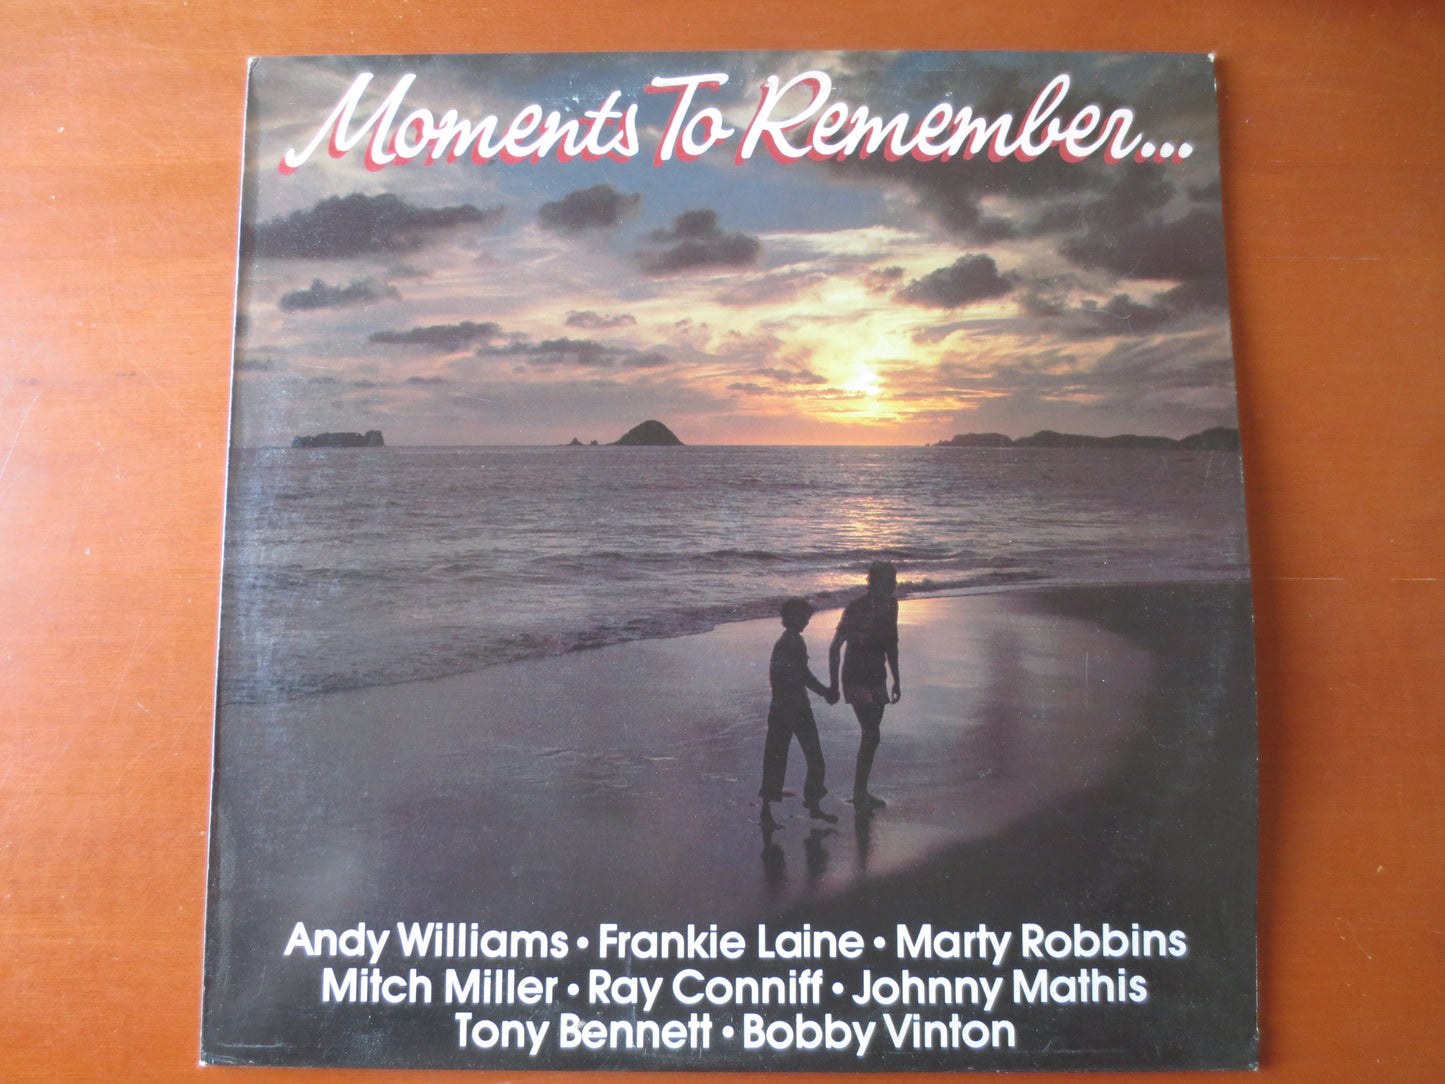 Moments To Remember...
Andy Williams • Frankie Laine • Marty Robbins
Mitch Miller • Ray Conniff • Johnny Mathis
Tony Bennett • Bobby Vinton